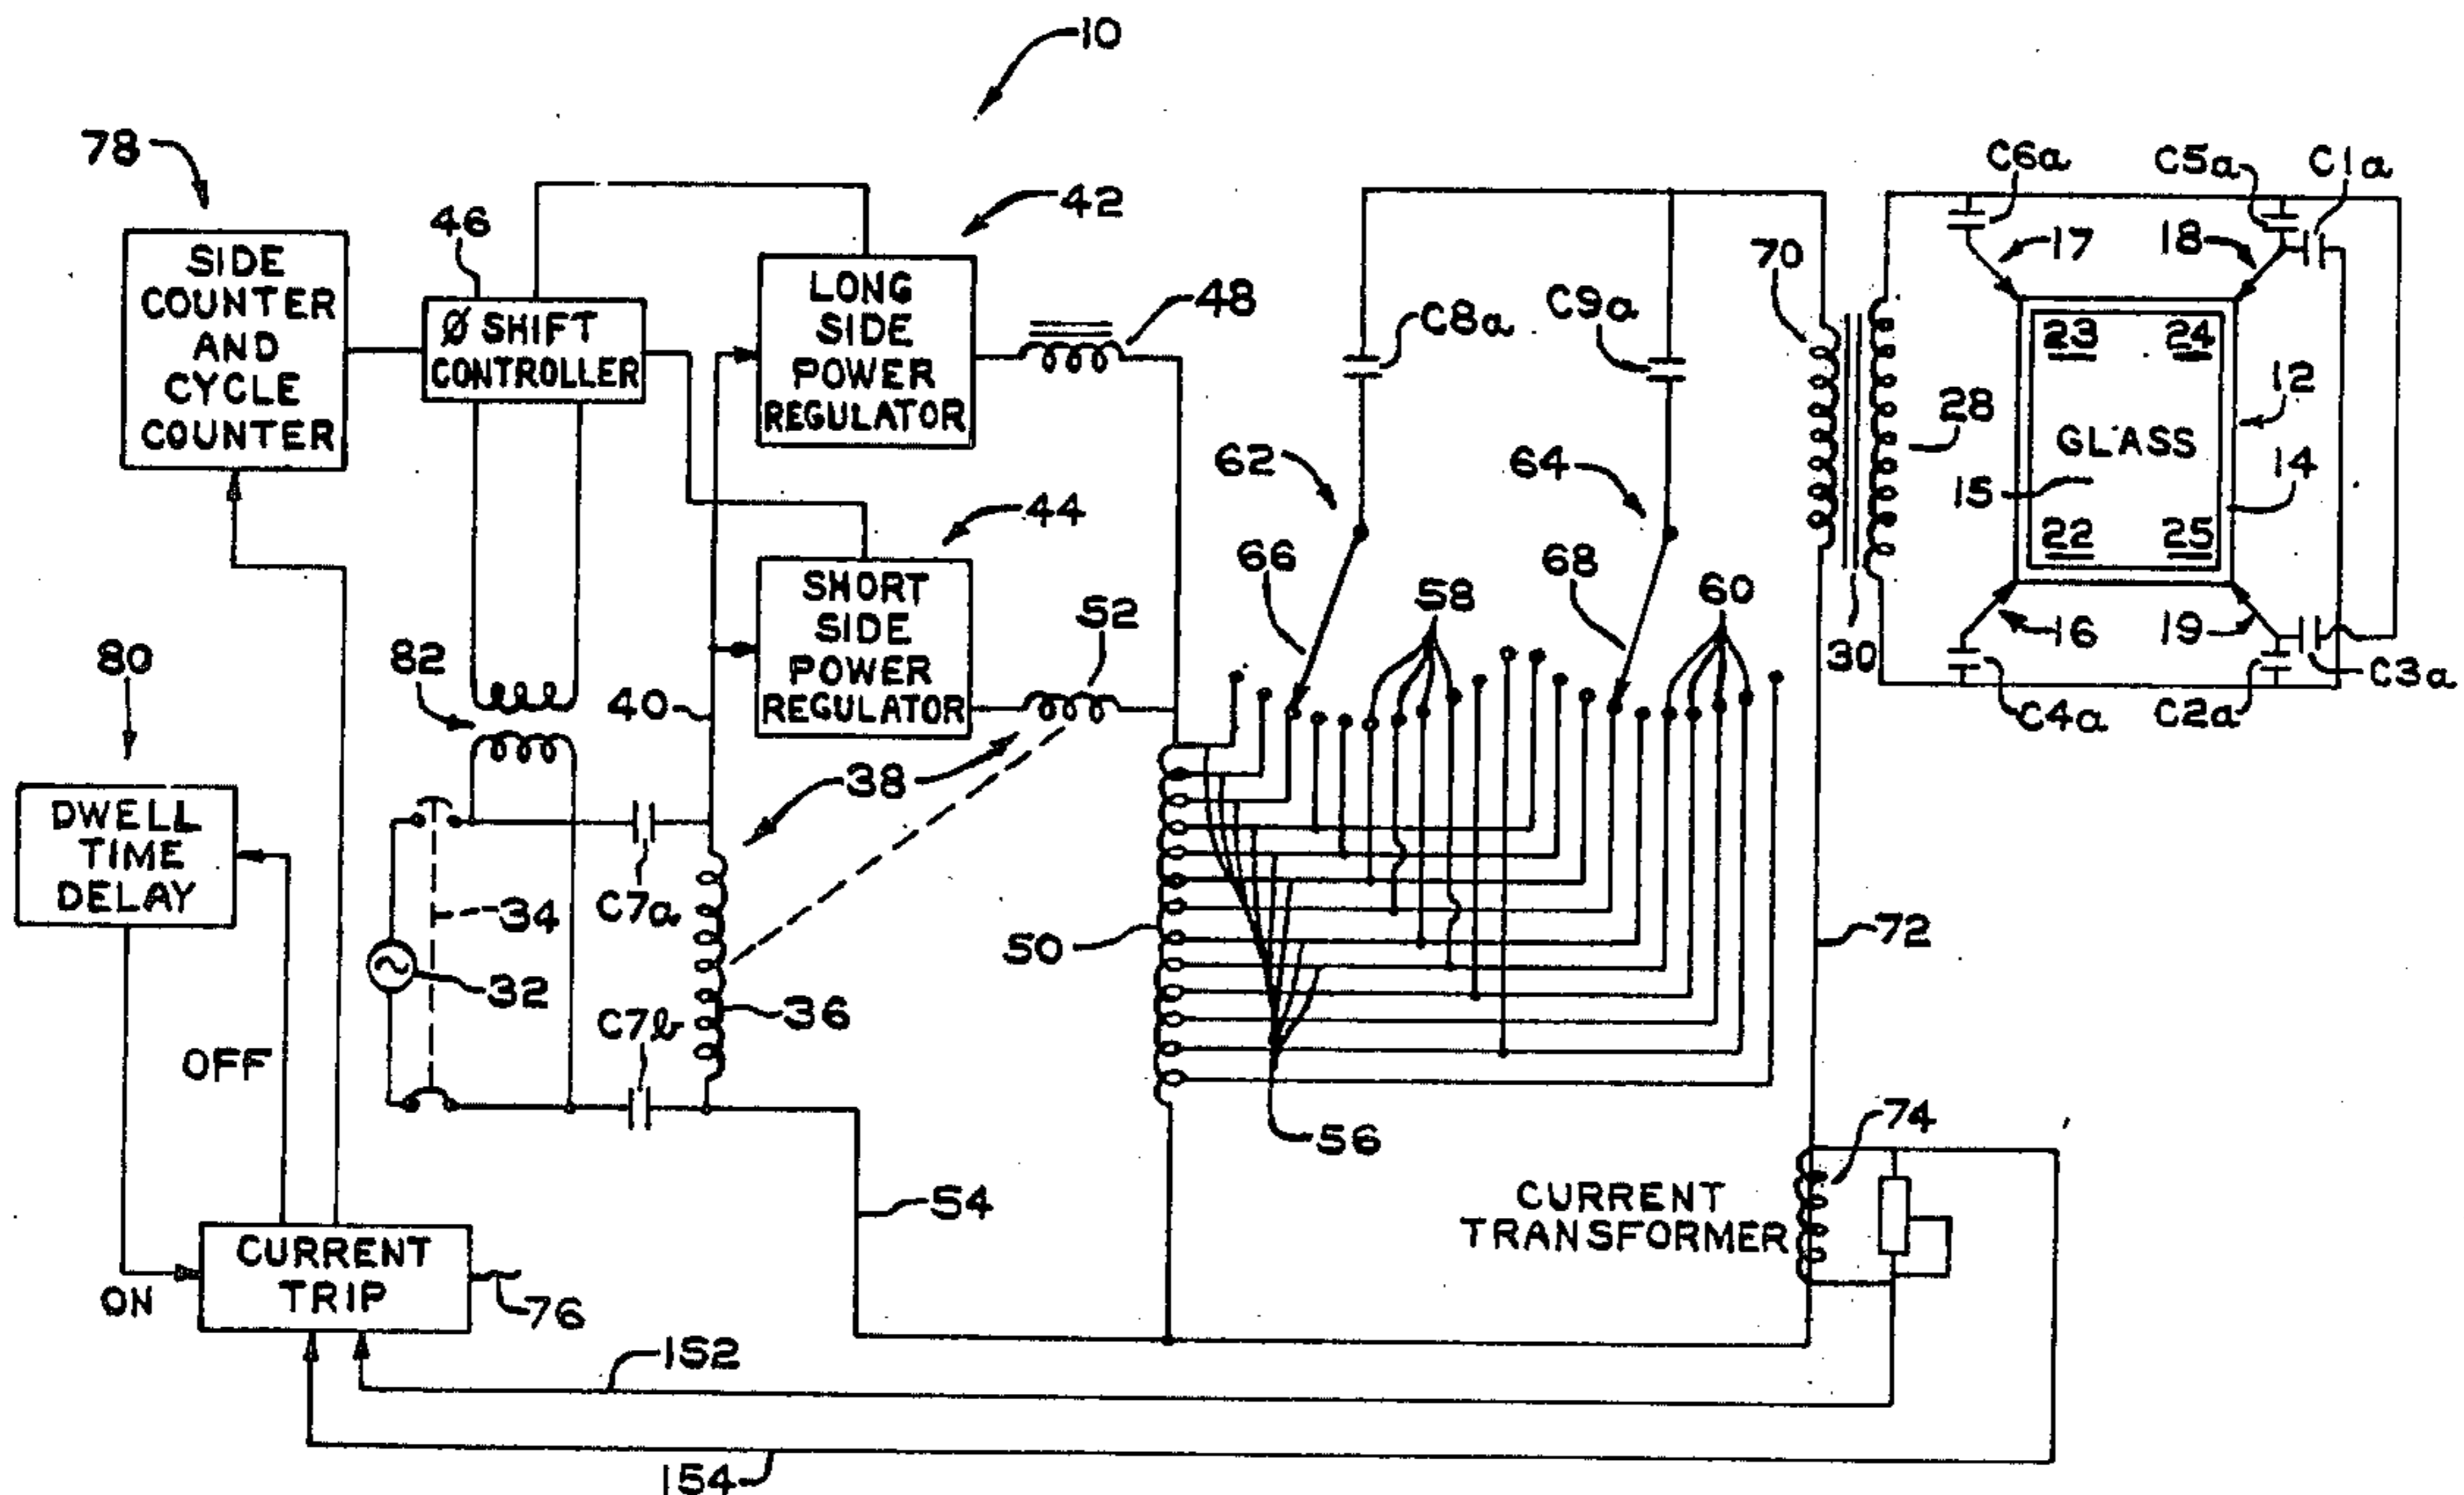 10
78
SIDE
COUNTER
AND
CYCLE
COUNTER
46
Ø SHIFT
CONTROLLER
42
LONG
SIDE
POWER
REGULATOR
48
44
SHORT
SIDE
POWER
REGULATOR
52
C8a
C9a
62
64
66
68
58
60
70
28
30
C6a
C5a
C1a
17
18
23
24
12
GLASS
15
14
22
25
16
19
C4a
C2a
C3a
80
DWELL
TIME
DELAY
82
40
38
C7a
34
32
C7b
36
OFF
50
56
72
54
CURRENT
TRANSFORMER
74
CURRENT
TRIP
ON
76
152
154